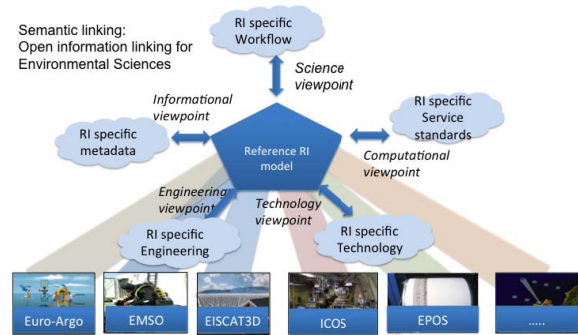 Semantic linking:
Open information linking for
Environmental Sciences
RI specific
Workflow
Science
viewpoint
Informational
viewpoint
RI specific
metadata
RI specific
Service
standards
Reference RI
model
Computational
viewpoint
Engineering
viewpoint
Technology
viewpoint
RI specific
Engineering
RI specific
Technology
Euro-Argo
EMSO
EISCAT3D
ICOS
EPOS
.....